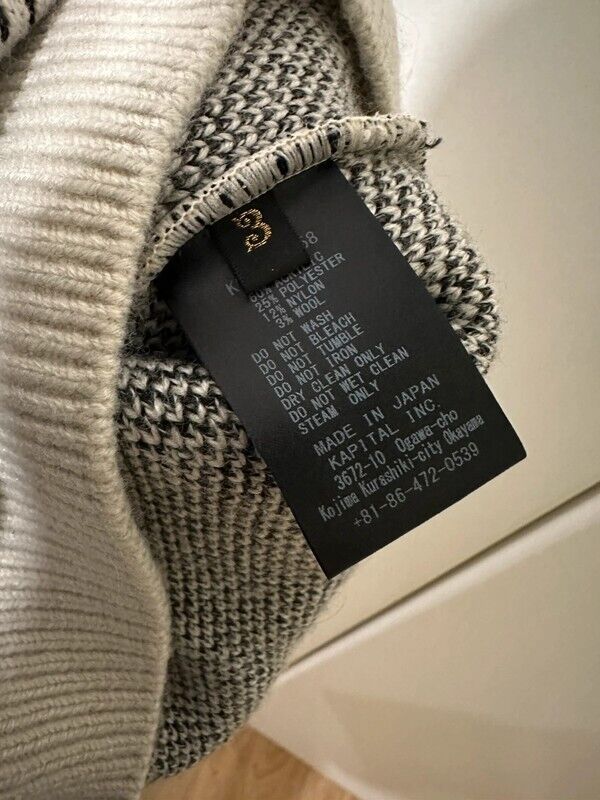 S
25% POLYESTER
12% NYLON
3% WOOL
DO NOT WASH
DO NOT BLEACH
DO NOT TUMBLE
DO NOT IRON
DRY CLEAN ONLY
DO NOT WET CLEAN
STEAM ONLY
MADE IN JAPAN
KAPITAL INC.
3672-10 Ogawa-cho
Kojima Kurashiki-city Okayama
+81-86-472-0539